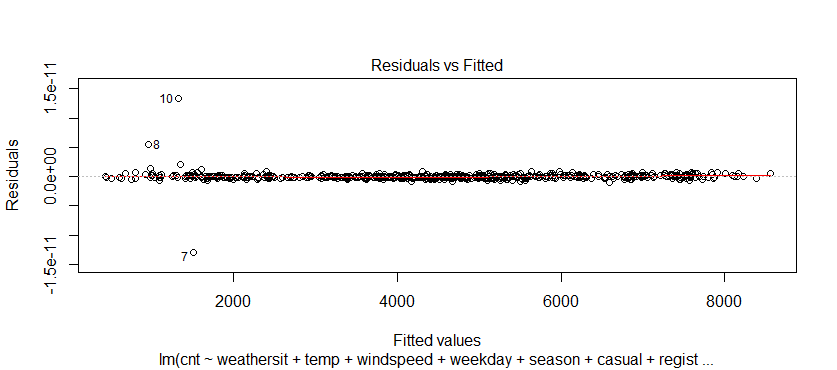 Residuals vs Fitted
1.5e-11
0.0e+00
-1.5e-11
Residuals
10
8
7
2000 4000 6000 8000
Fitted values
lm(cnt ~ weathersit + temp + windspeed + weekday + season + casual + regist ...